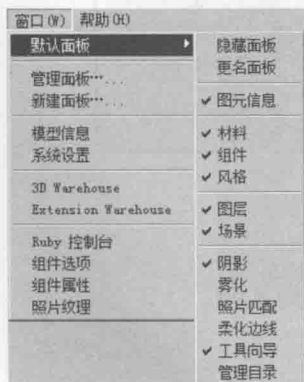 窗口(W) 帮助(H)
默认面板
管理面板…...
新建面板…...
模型信息
系统设置
3D Warehouse
Extension Warehouse
Ruby 控制台
组件选项
组件属性
照片纹理
隐藏面板
更名面板
✓ 图元信息
✓ 材料
✓ 组件
✓ 风格
✓ 图层
✓ 场景
✓ 阴影
雾化
照片匹配
柔化边线
✓ 工具向导
管理目录